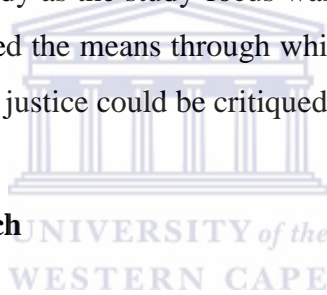 dy as the study focus wa
ed the means through whi
justice could be critiqued
ch
UNIVERSITY of the
WESTERN CAPE